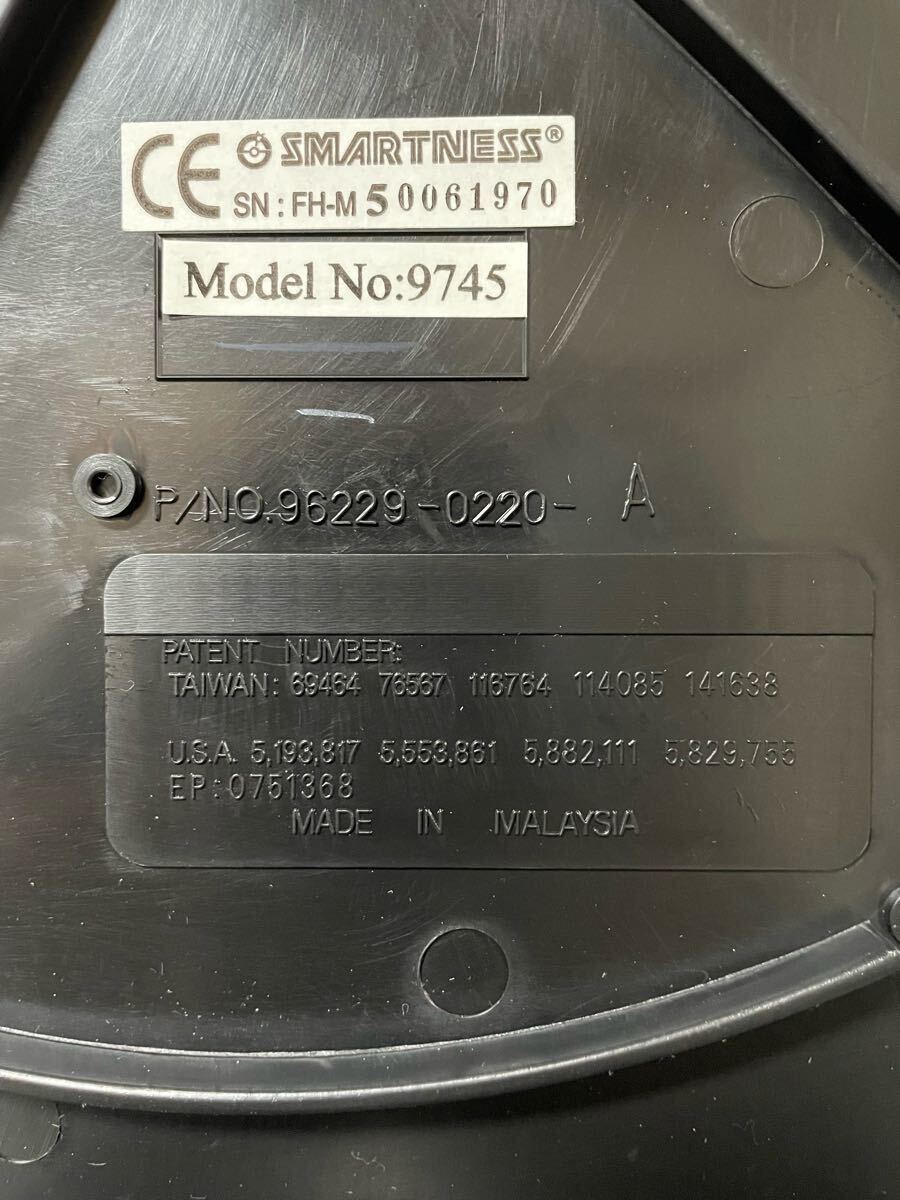 CE SMARTNESS®
SN : FH-M 50061970
Model No:9745
P/NO.96229-0220- A
PATENT NUMBER:
TAIWAN: 69464 76567 116764 114085 141638
U.S.A. 5,193,817 5,553,861 5,882,111 5,829,755
EP:0751368
MADE IN MALAYSIA